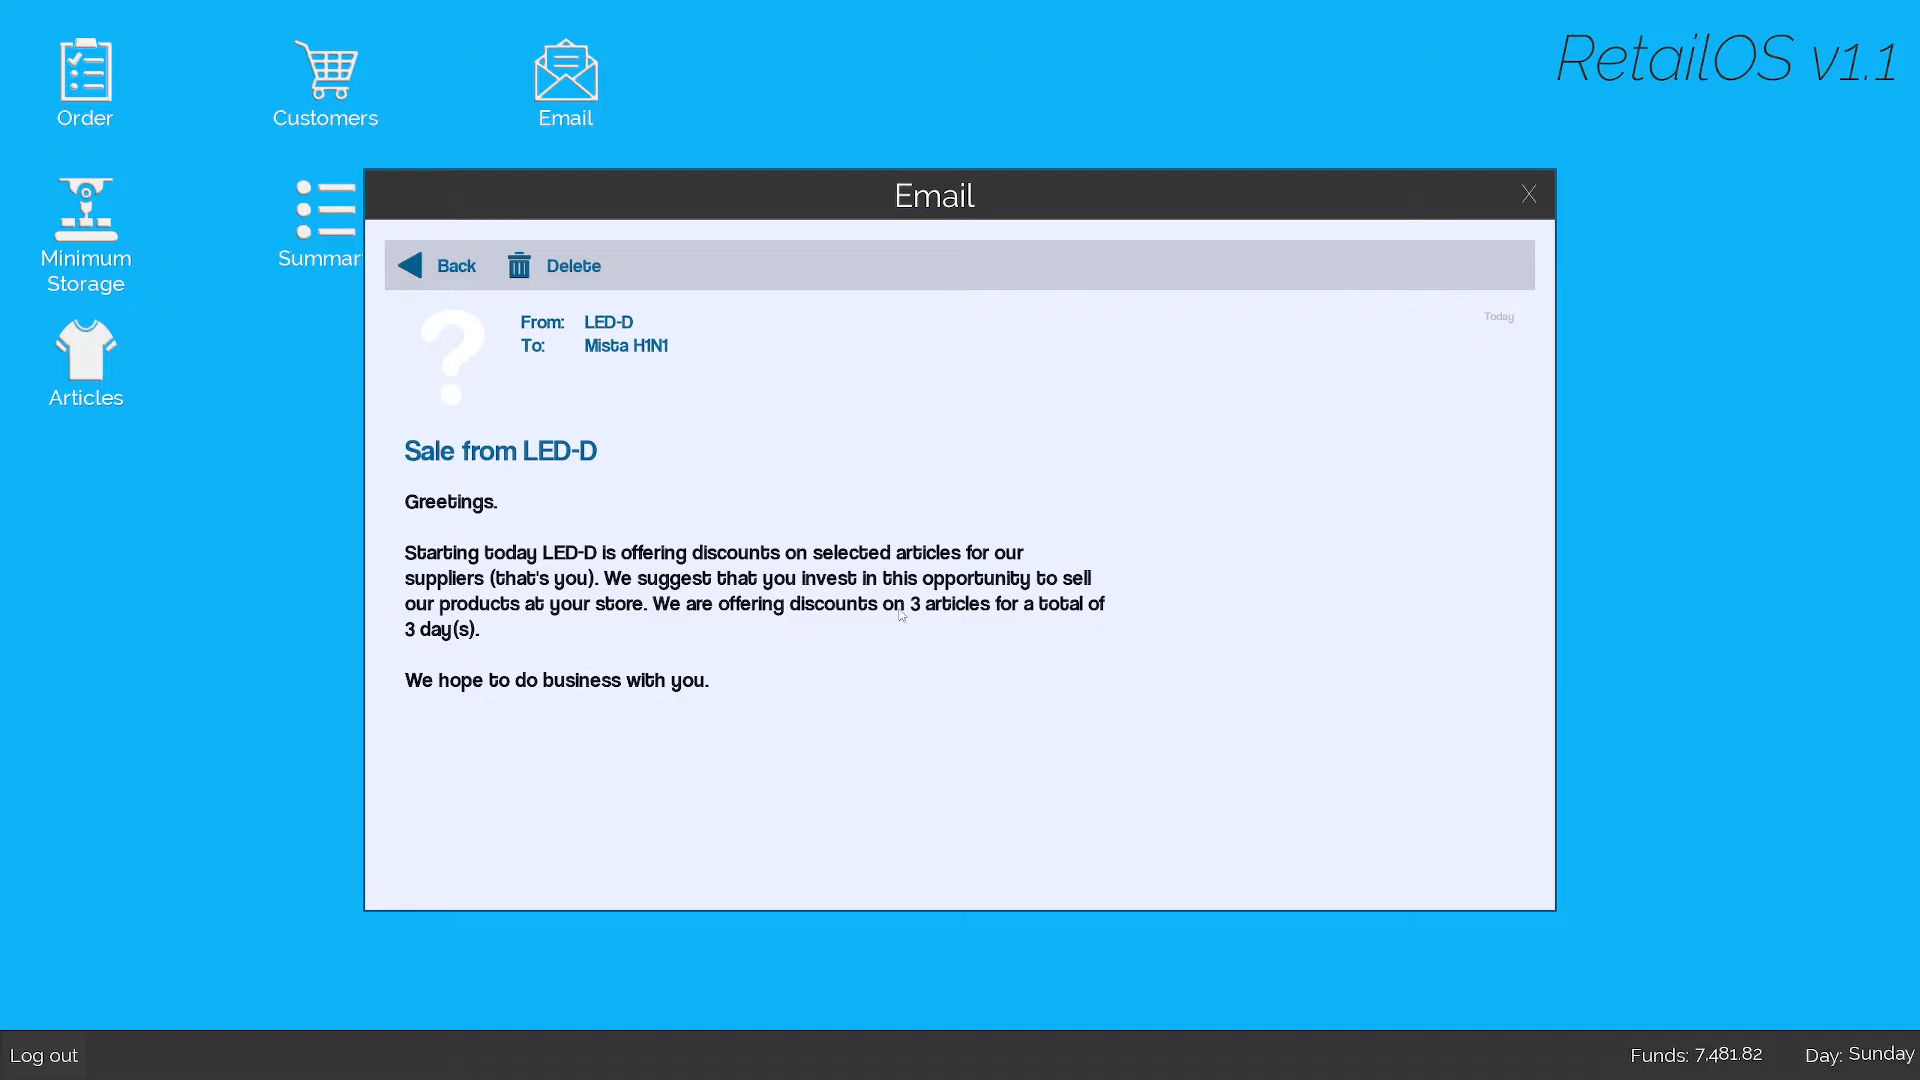 RetailOS v1.1
Order
Customers
Email
Minimum
Storage
Summar
Articles
Email
X
Back
Delete
From: LED-D
To: Mista H1N1
Today
Sale from LED-D
Greetings.
Starting today LED-D is offering discounts on selected articles for our
suppliers (that's you). We suggest that you invest in this opportunity to sell
our products at your store. We are offering discounts on 3 articles for a total of
3 day(s).
We hope to do business with you.
Log out
Funds: 7,481.82
Day: Sunday